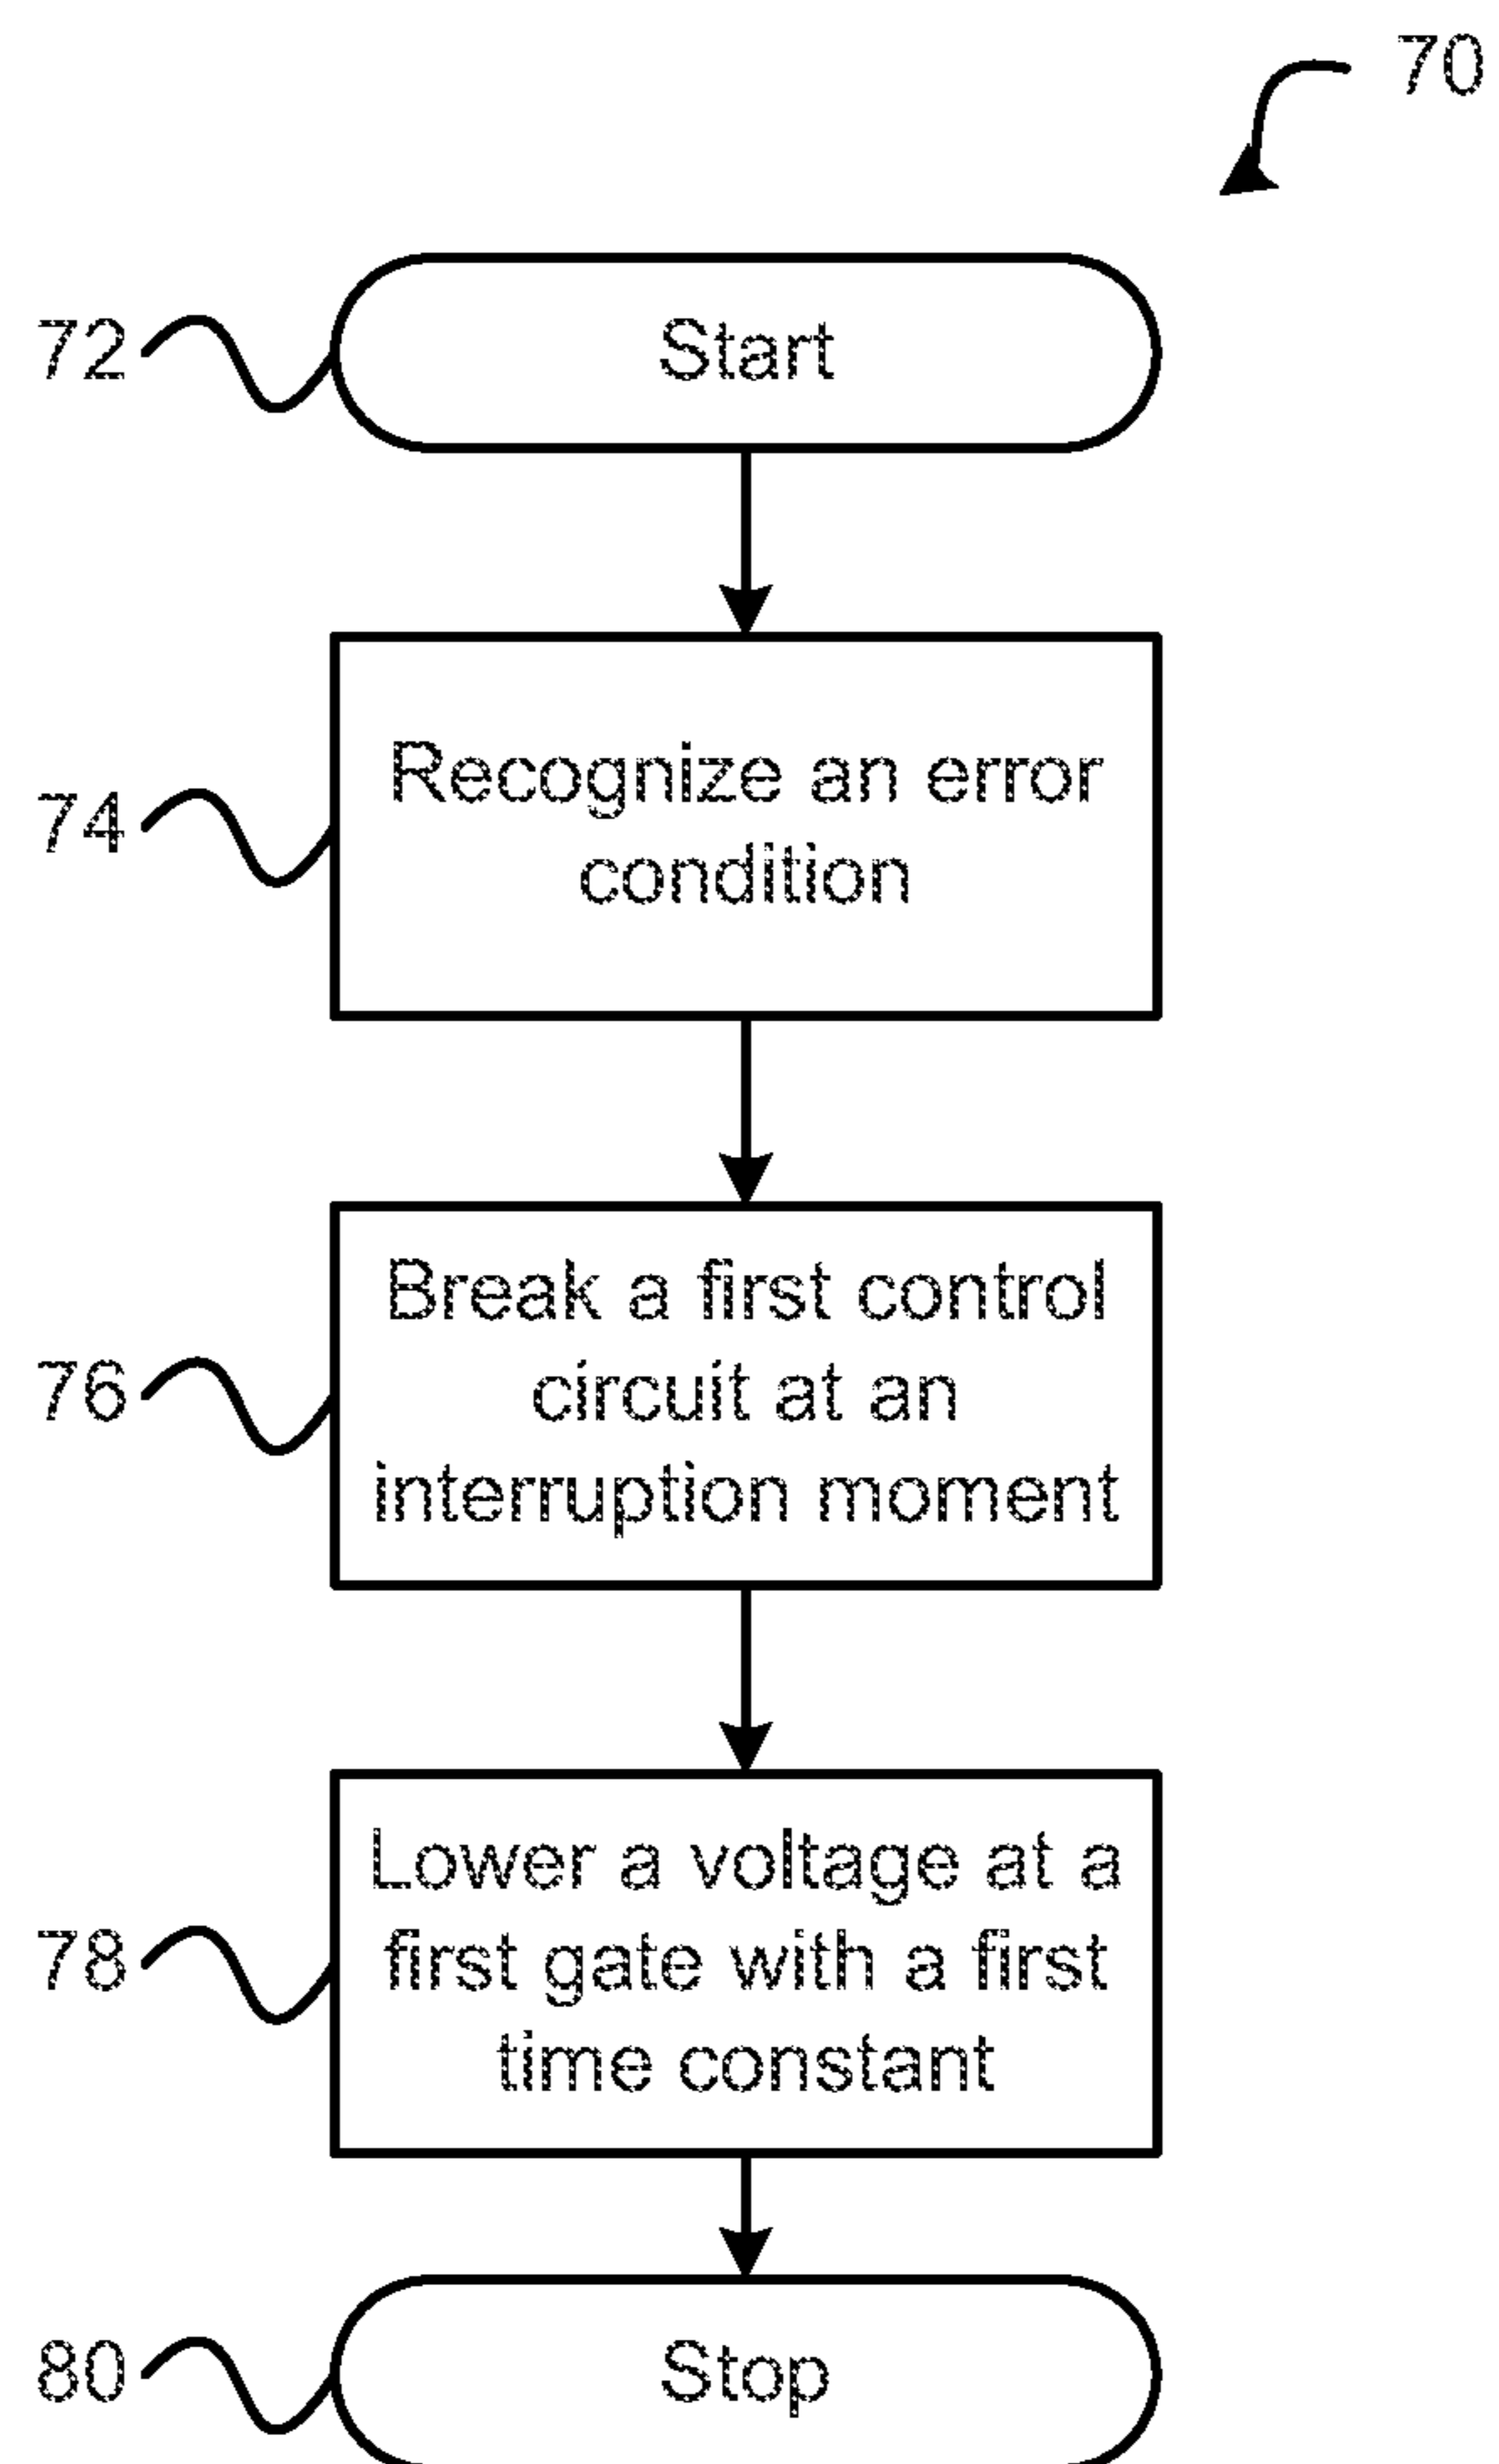 70
72
Start
74
Recognize an error
condition
76
Break a first control
circuit at an
interruption moment
78
Lower a voltage at a
first gate with a first
time constant
80
Stop